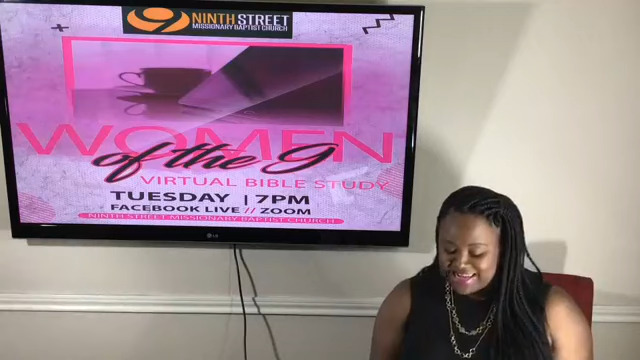 NINTH STREET
MISSIONARY BAPTIST CHURCH
WOMEN
of the 9
VIRTUAL BIBLE STUDY
TUESDAY | 7PM
FACEBOOK LIVE // ZOOM
NINTH STREET MISSIONARY BAPTIST CHURCH
LG